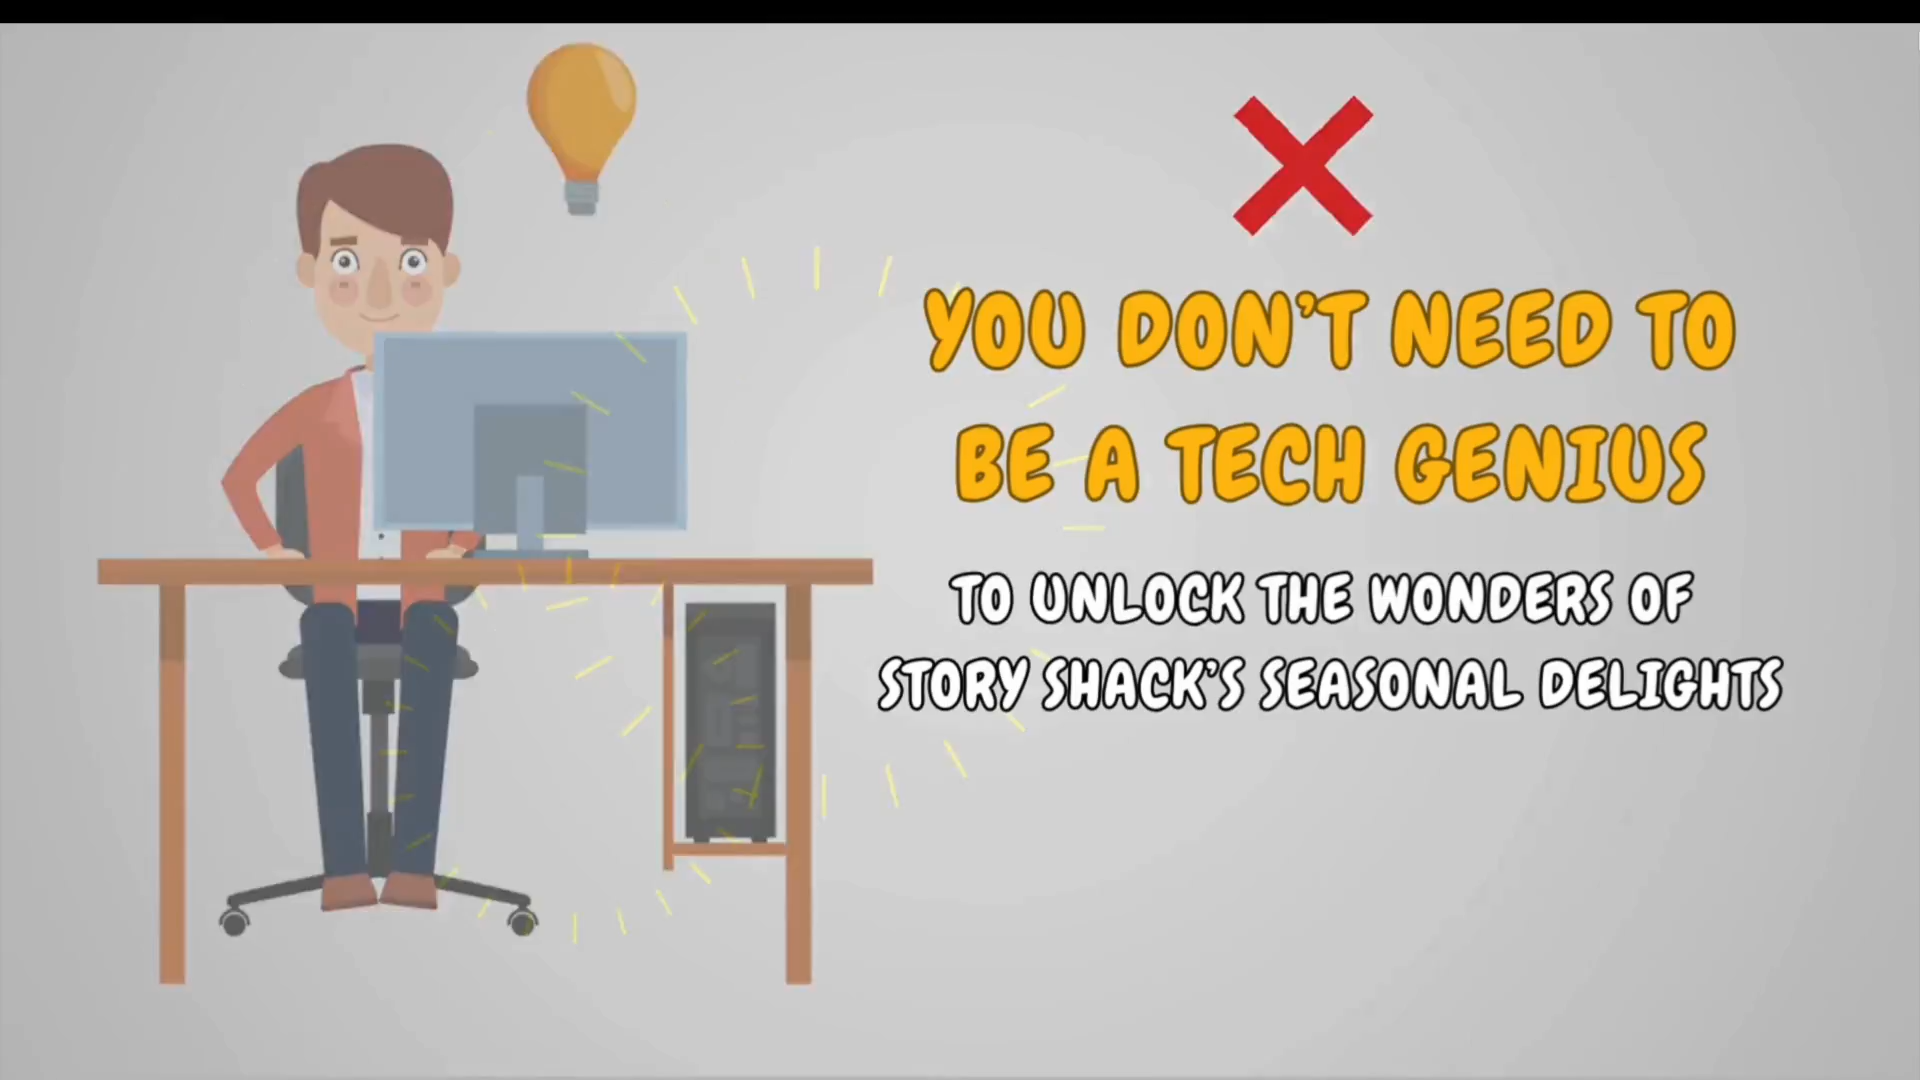 YOU DON'T NEED TO
BE A TECH GENIUS
TO UNLOCK THE WONDERS OF
STORY SHACK'S SEASONAL DELIGHTS